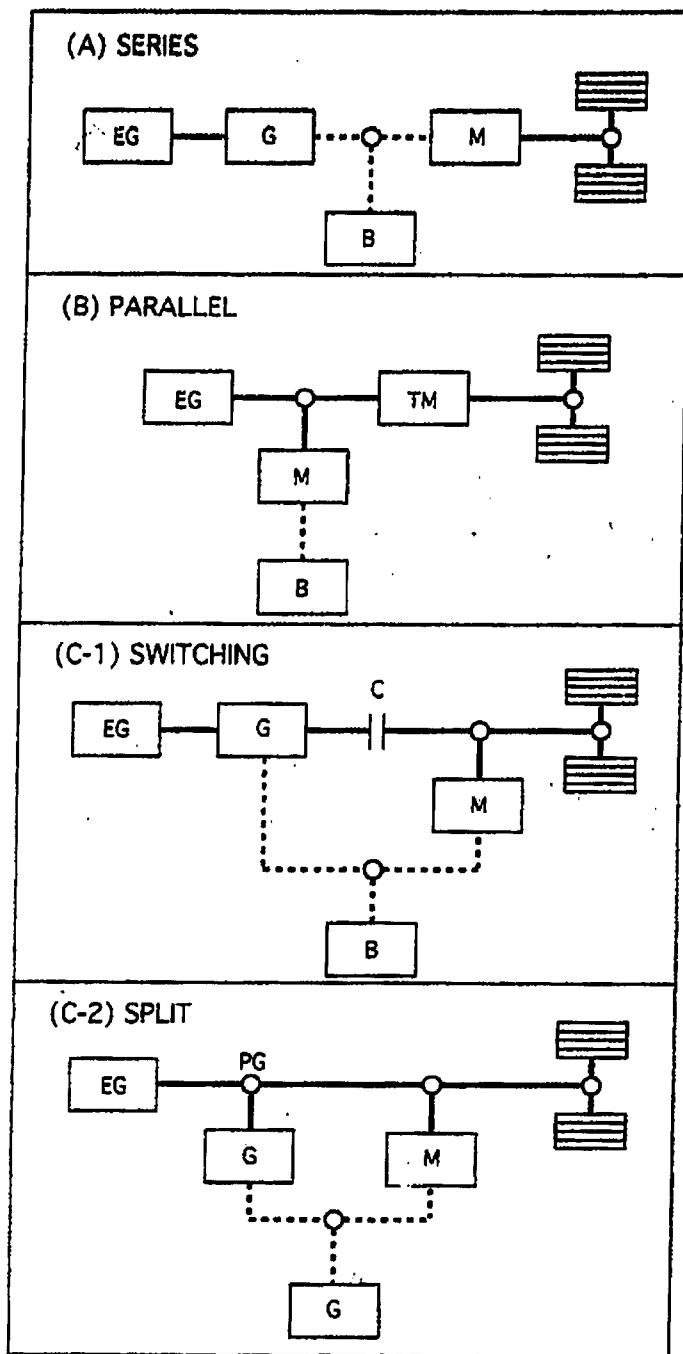 (A) SERIES
EG G M
B
(B) PARALLEL
EG TM
M
B
(C-1) SWITCHING
C
EG G
M
B
(C-2) SPLIT
PG
EG
G M
G